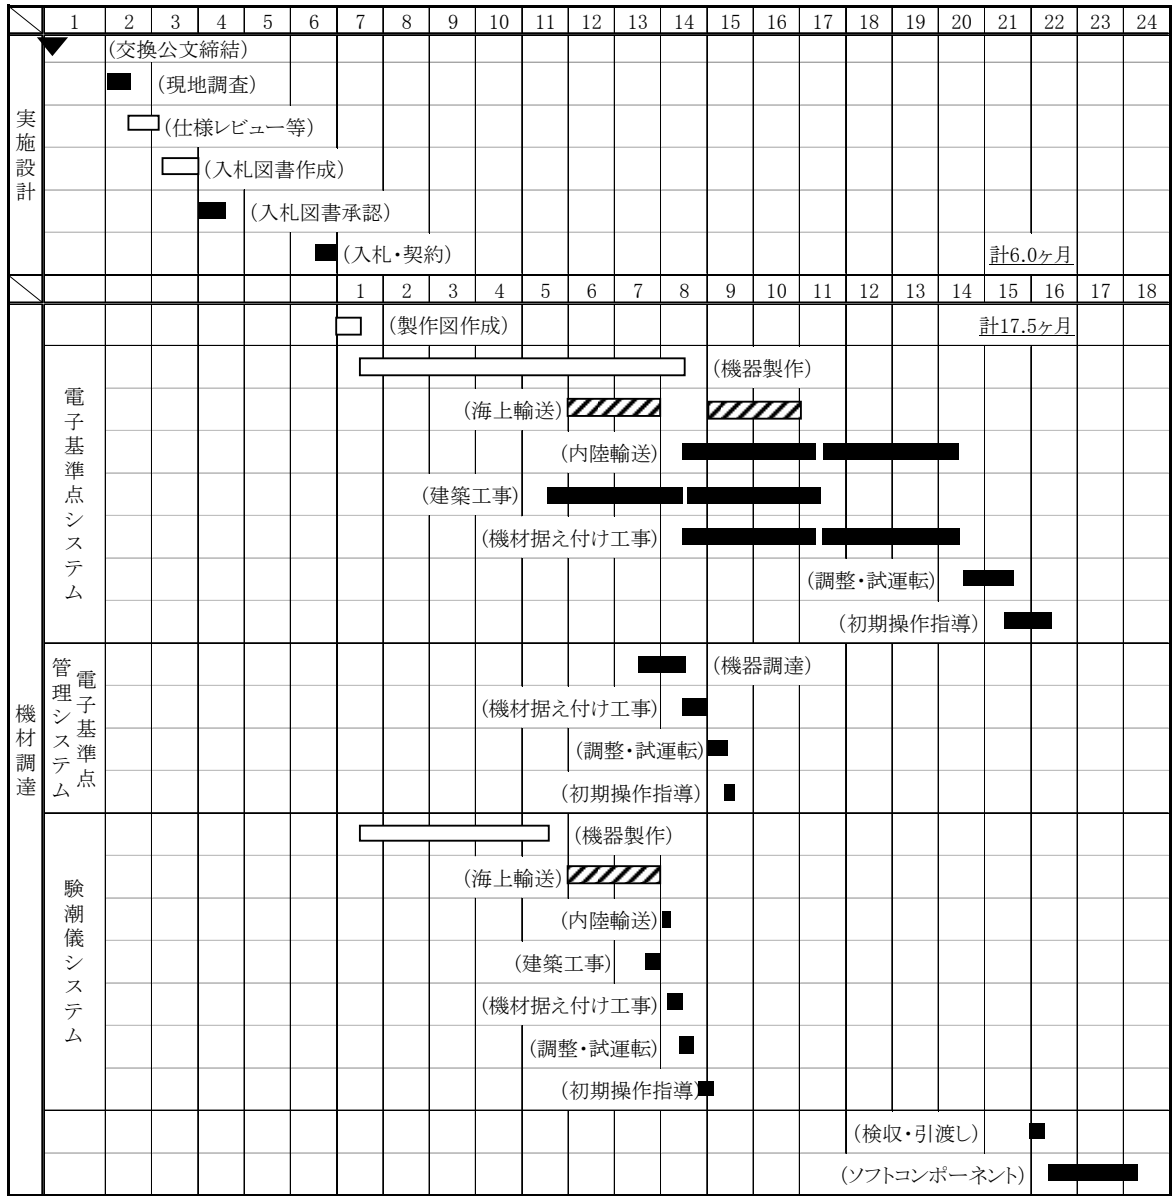 1 2 3 4 5 6 7 8 9 10 11 12 13 14 15 16 17 18 19 20 21 22 23 24
実施設計
(交換公文締結)
(現地調査)
(仕様レビュー等)
(入札図書作成)
(入札図書承認)
(入札・契約)
計6.0ヶ月
1 2 3 4 5 6 7 8 9 10 11 12 13 14 15 16 17 18
機材調達
(製作図作成)
計17.5ヶ月
電子基準点システム
(機器製作)
(海上輸送)
(内陸輸送)
(建築工事)
(機材据え付け工事)
(調整・試運転)
(初期操作指導)
電子基準点
管理システム
(機器調達)
(機材据え付け工事)
(調整・試運転)
(初期操作指導)
験潮儀システム
(機器製作)
(海上輸送)
(内陸輸送)
(建築工事)
(機材据え付け工事)
(調整・試運転)
(初期操作指導)
(検収・引渡し)
(ソフトコンポーネント)